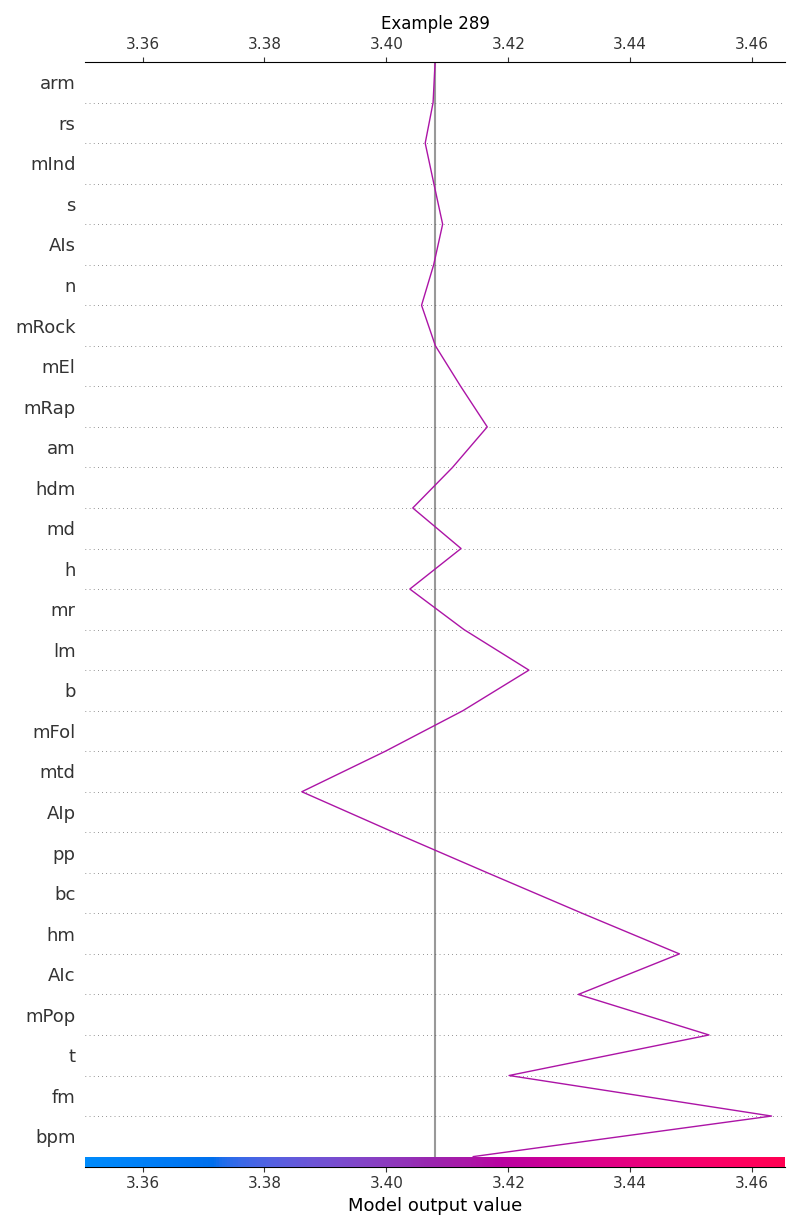 Example 289
3.36 3.38 3.40 3.42 3.44 3.46
arm
rs
mInd
s
AIs
n
mRock
mEl
mRap
am
hdm
md
h
mr
lm
b
mFol
mtd
AIp
pp
bc
hm
AIc
mPop
t
fm
bpm
3.36 3.38 3.40 3.42 3.44 3.46
Model output value